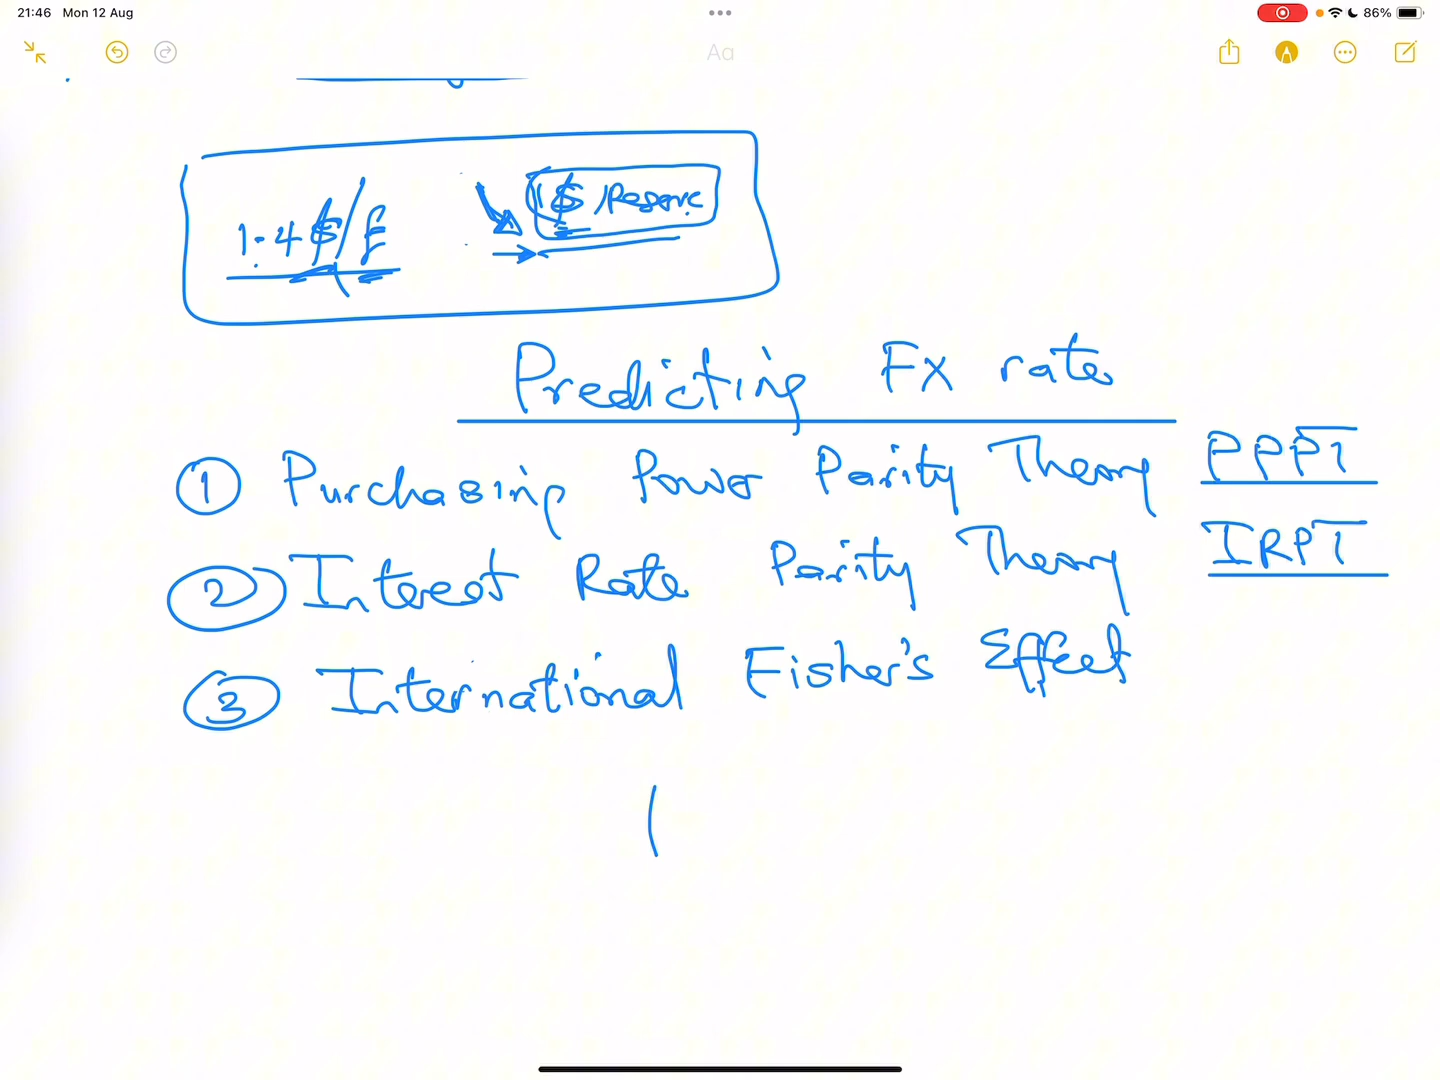 21:46 Mon 12 Aug
86%
Aa
1.4 $/£
1$ /Reserve
Predicting FX rate
① Purchasing Power Parity Theory PPPT
② Interest Rate Parity Theory IRPT
③ International Fisher's Effect